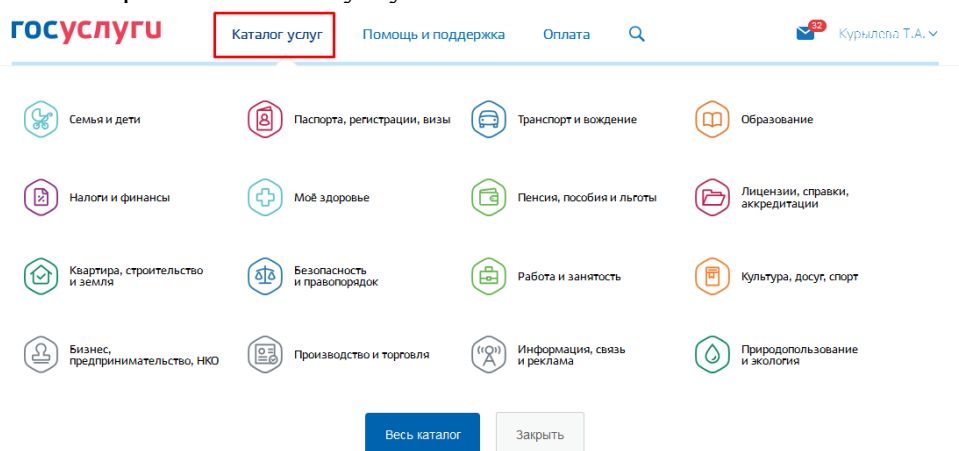 госуслуги
Каталог услуг
Помощь и поддержка
Оплата
32
Курылева Т.А.
Семья и дети
Паспорта, регистрации, визы
Транспорт и вождение
Образование
Налоги и финансы
Моё здоровье
Пенсия, пособия и льготы
Лицензии, справки,
аккредитации
Квартира, строительство
и земля
Безопасность
и правопорядок
Работа и занятость
Культура, досуг, спорт
Бизнес,
предпринимательство, НКО
Производство и торговля
Информация, связь
и реклама
Природопользование
и экология
Весь каталог
Закрыть